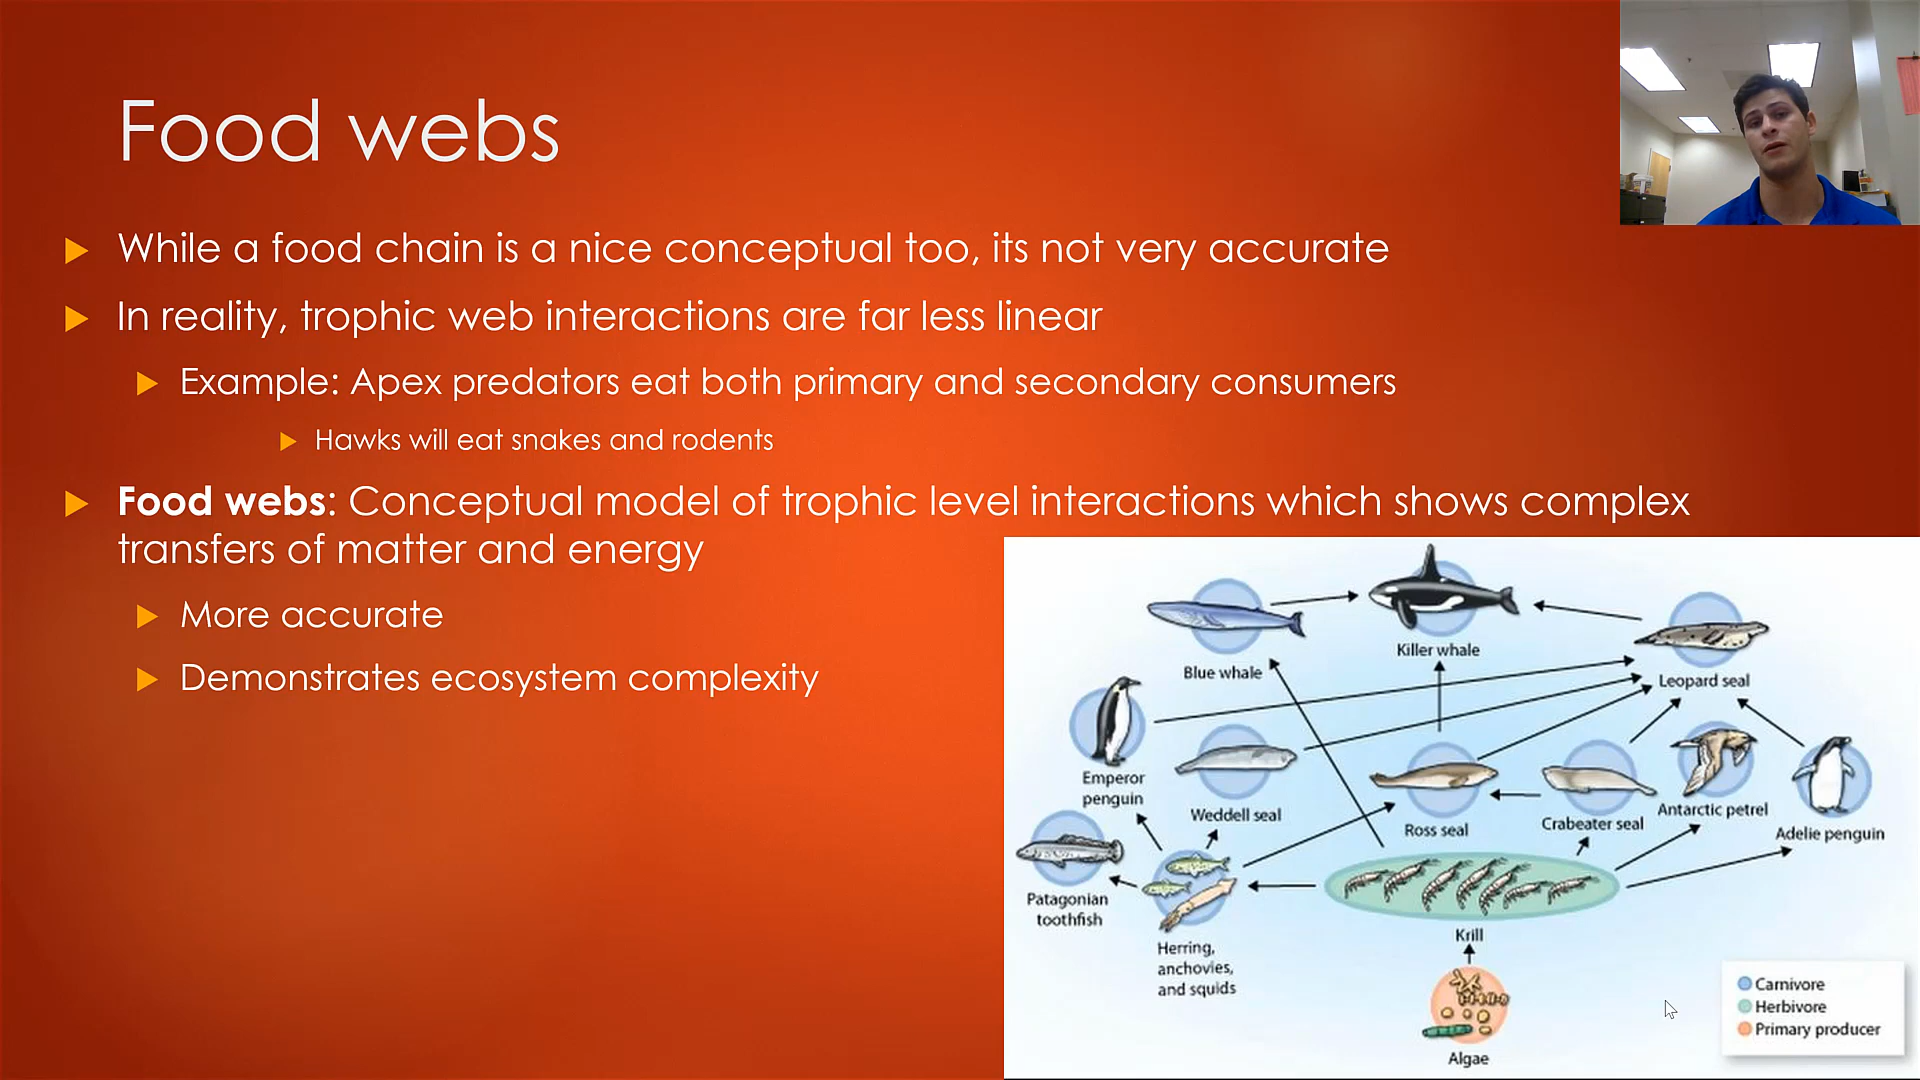 Food webs
While a food chain is a nice conceptual too, its not very accurate
In reality, trophic web interactions are far less linear
Example: Apex predators eat both primary and secondary consumers
Hawks will eat snakes and rodents
Food webs: Conceptual model of trophic level interactions which shows complex
transfers of matter and energy
More accurate
Demonstrates ecosystem complexity
Killer whale
Blue whale
Leopard seal
Emperor
penguin
Weddell seal
Ross seal
Crabeater seal
Antarctic petrel
Adelie penguin
Patagonian
toothfish
Herring,
anchovies,
and squids
Krill
Algae
Carnivore
Herbivore
Primary producer